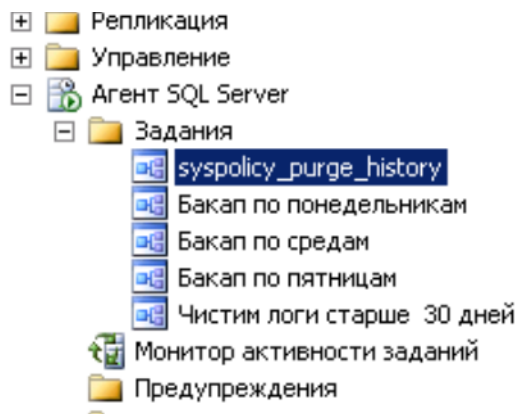 Репликация
Управление
Агент SQL Server
Задания
syspolicy_purge_history
Бакап по понедельникам
Бакап по средам
Бакап по пятницам
Чистим логи старше 30 дней
Монитор активности заданий
Предупреждения